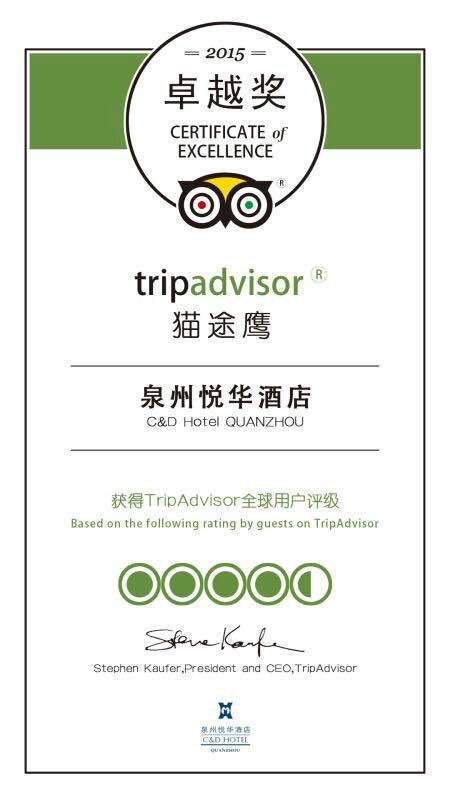 2015
卓越奖
CERTIFICATE of
EXCELLENCE
®
tripadvisor®
猫途鹰
泉州悦华酒店
C&D Hotel QUANZHOU
获得TripAdvisor全球用户评级
Based on the following rating by guests on TripAdvisor
Steve Kaufer
Stephen Kaufer,President and CEO,TripAdvisor
泉州悦华酒店
C&D HOTEL
QUANZHOU